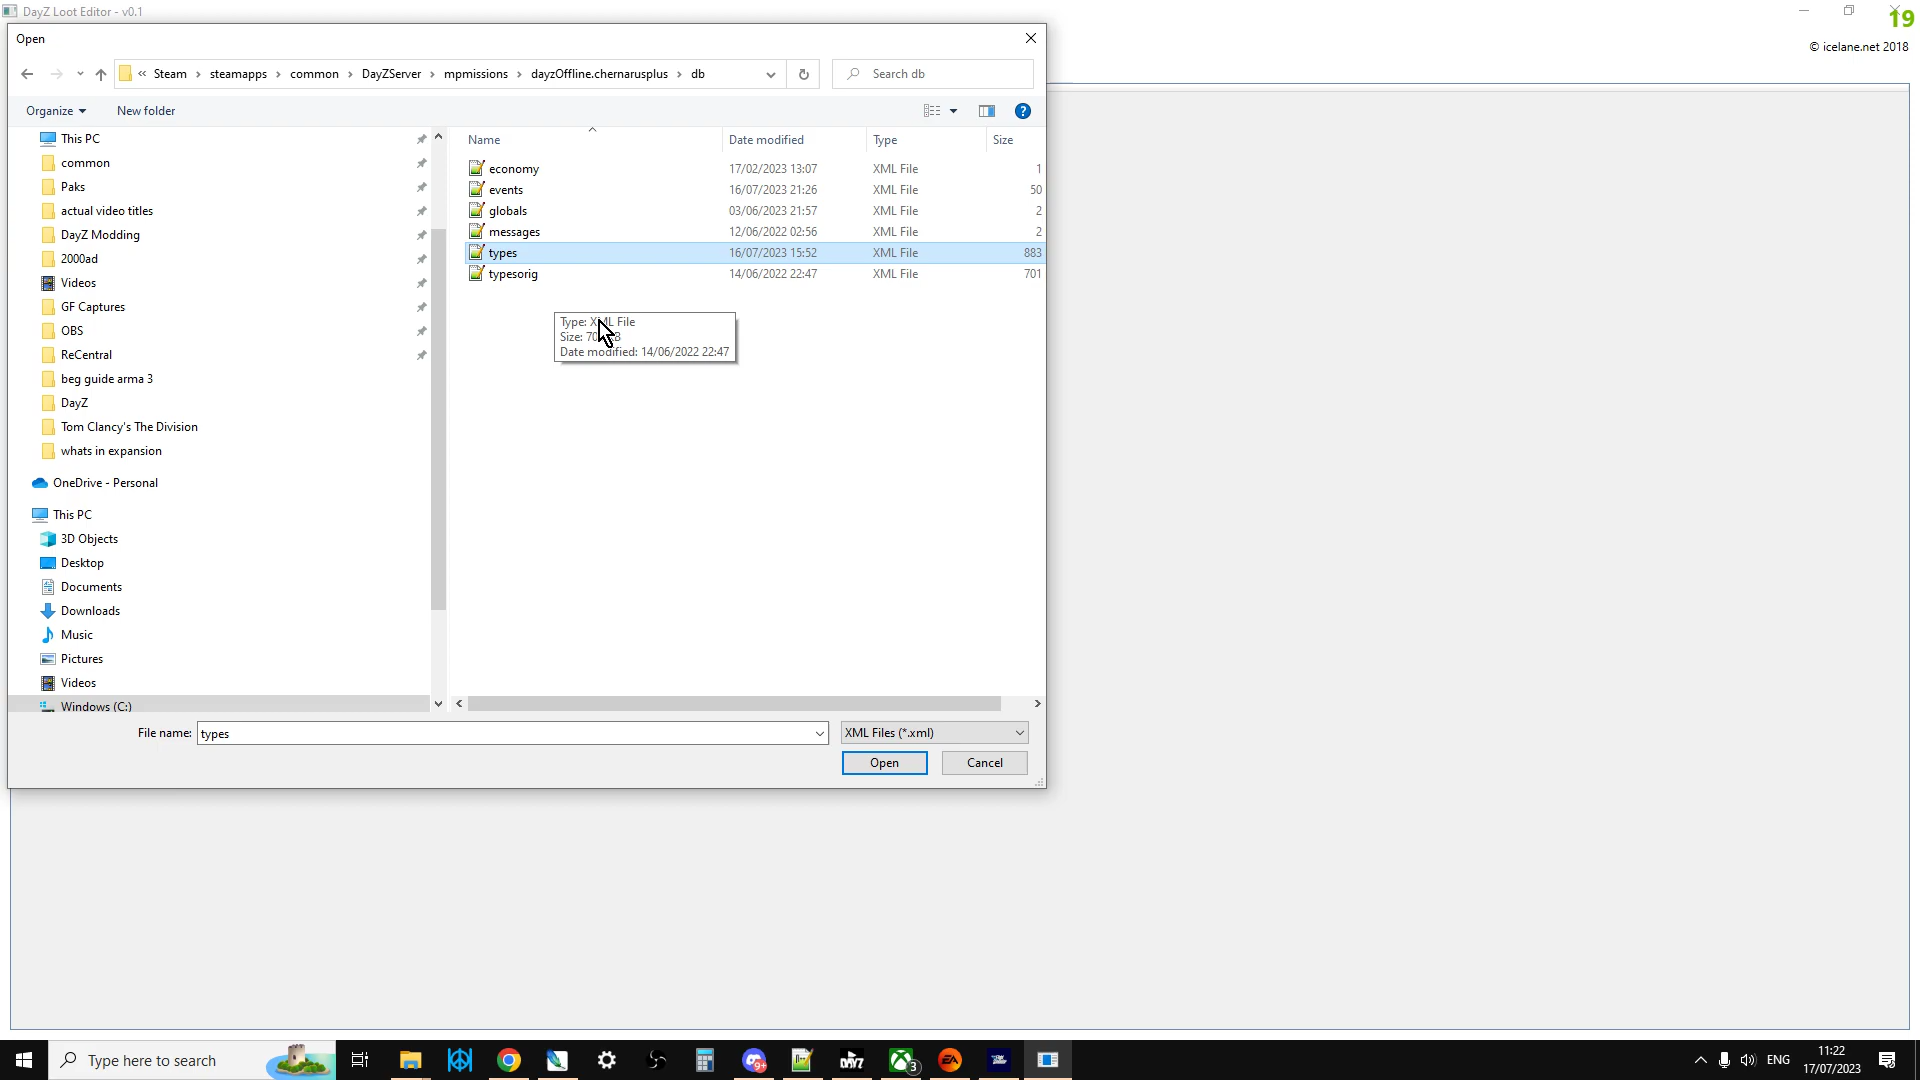 DayZ Loot Editor - v0.1
19
© icelane.net 2018
Open
« Steam › steamapps › common › DayZServer › mpmissions › dayzOffline.chernarusplus › db
Search db
Organize
New folder
This PC
common
Paks
actual video titles
DayZ Modding
2000ad
Videos
GF Captures
OBS
ReCentral
beg guide arma 3
DayZ
Tom Clancy's The Division
whats in expansion
OneDrive - Personal
This PC
3D Objects
Desktop
Documents
Downloads
Music
Pictures
Videos
Windows (C:)
Name Date modified Type Size
economy 17/02/2023 13:07 XML File 1
events 16/07/2023 21:26 XML File 50
globals 03/06/2023 21:57 XML File 2
messages 12/06/2022 02:56 XML File 2
types 16/07/2023 15:52 XML File 883
typesorig 14/06/2022 22:47 XML File 701
Type: XML File
Size:
Date modified: 14/06/2022 22:47
File name: types
XML Files (*.xml)
Open
Cancel
Type here to search
9+
DAYZ
3
EA
ENG
11:22
17/07/2023